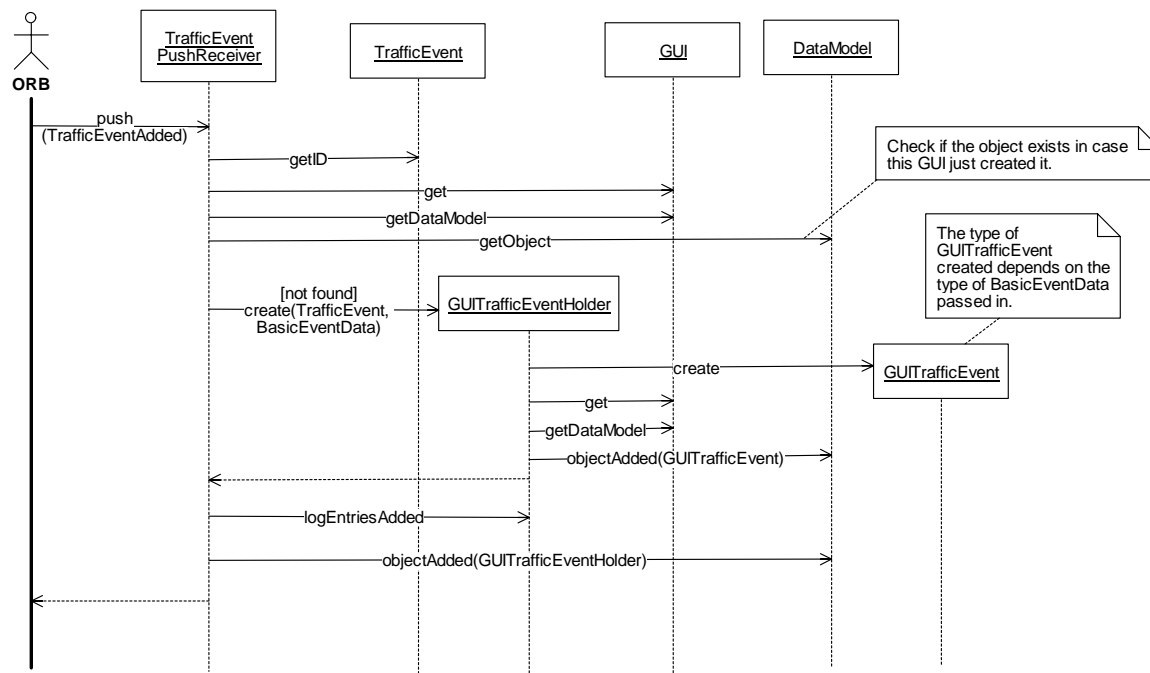 TrafficEvent
PushReceiver
TrafficEvent
GUI
DataModel
ORB
push
(TrafficEventAdded)
getID
Check if the object exists in case
this GUI just created it.
get
getDataModel
getObject
The type of
GUITrafficEvent
created depends on the
type of BasicEventData
passed in.
[not found]
create(TrafficEvent,
BasicEventData)
GUITrafficEventHolder
create
GUITrafficEvent
get
getDataModel
objectAdded(GUITrafficEvent)
logEntriesAdded
objectAdded(GUITrafficEventHolder)